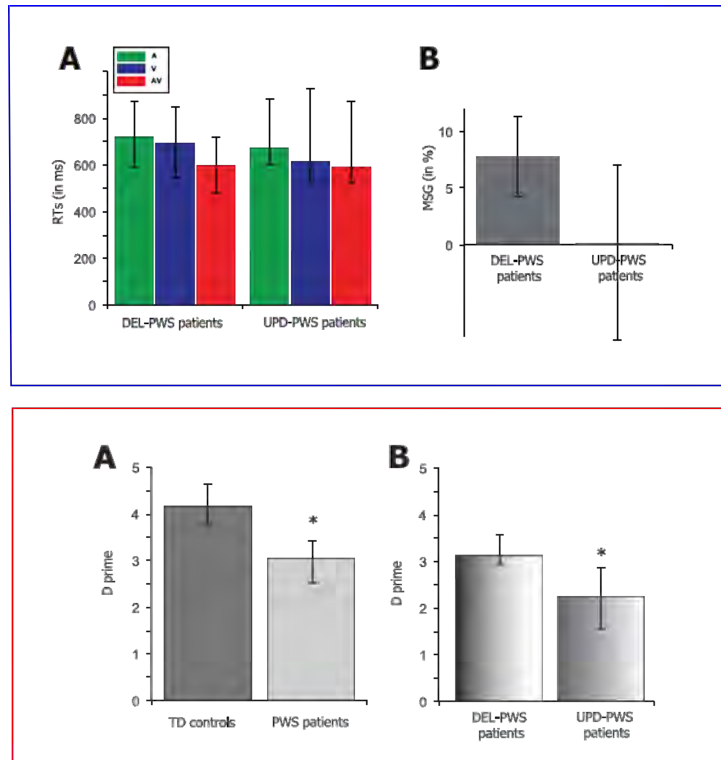 A
A
V
AV
RTs (in ms)
800
600
400
200
0
DEL-PWS patients
UPD-PWS patients
B
MSG (in %)
10
5
0
DEL-PWS
patients
UPD-PWS
patients
A
D prime
5
4
3
2
1
0
*
TD controls
PWS patients
B
D prime
5
4
3
2
1
0
*
DEL-PWS
patients
UPD-PWS
patients